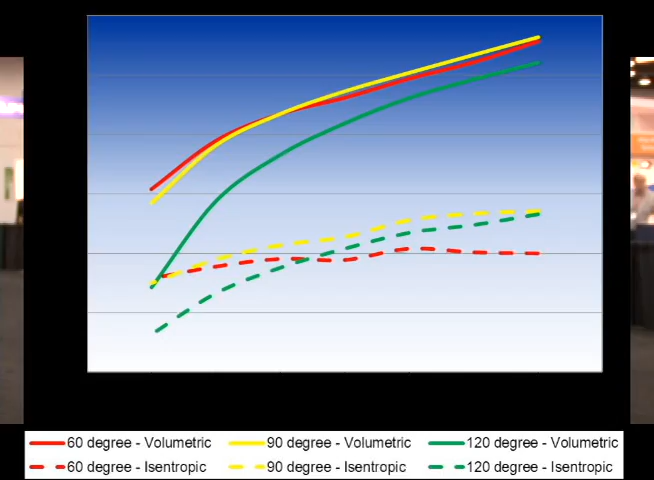 60 degree - Volumetric 90 degree - Volumetric 120 degree - Volumetric
60 degree - Isentropic 90 degree - Isentropic 120 degree - Isentropic